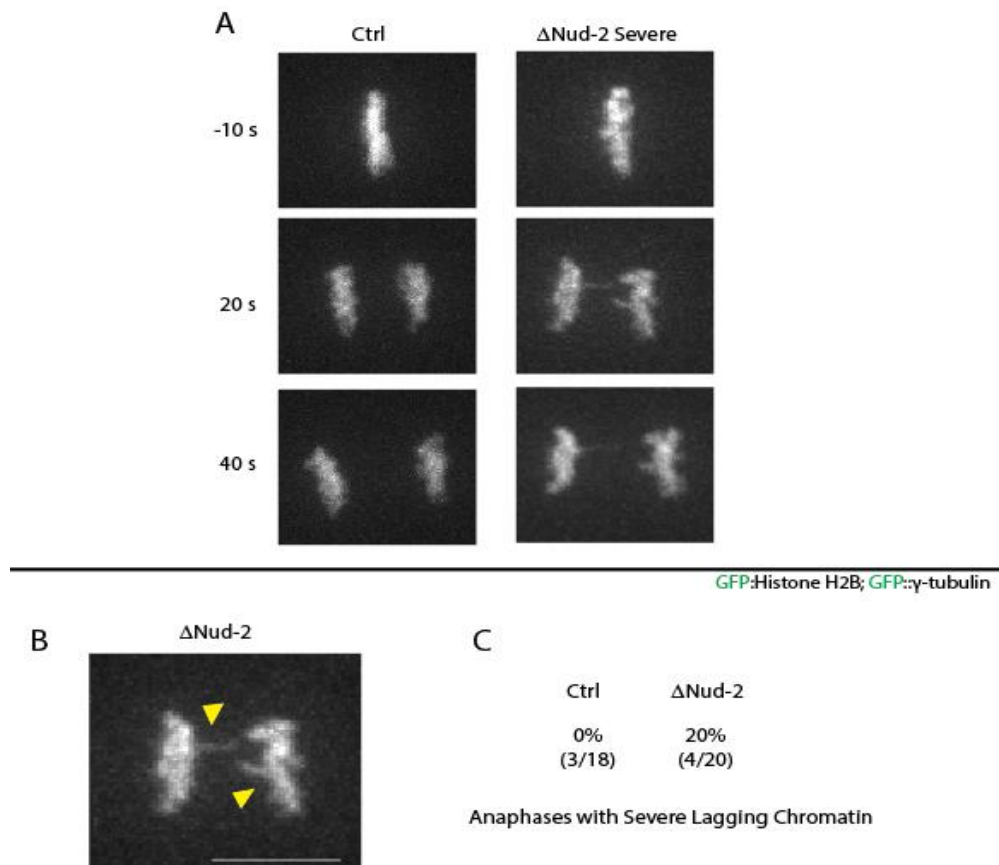 A
Ctrl
ΔNud-2 Severe
-10 s
20 s
40 s
GFP:Histone H2B; GFP::γ-tubulin
B
ΔNud-2
C
Ctrl ΔNud-2
0% 20%
(3/18) (4/20)
Anaphases with Severe Lagging Chromatin